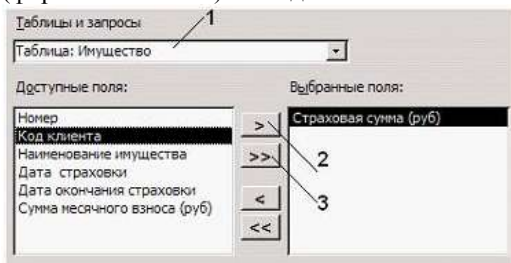 Таблицы и запросы
1
Таблица: Имущество
Доступные поля:
Выбранные поля:
Номер
Код клиента
Наименование имущества
Дата страховки
Дата окончания страховки
Сумма месячного взноса (руб)
>
>>
<
<<
Страховая сумма (руб)
2
3